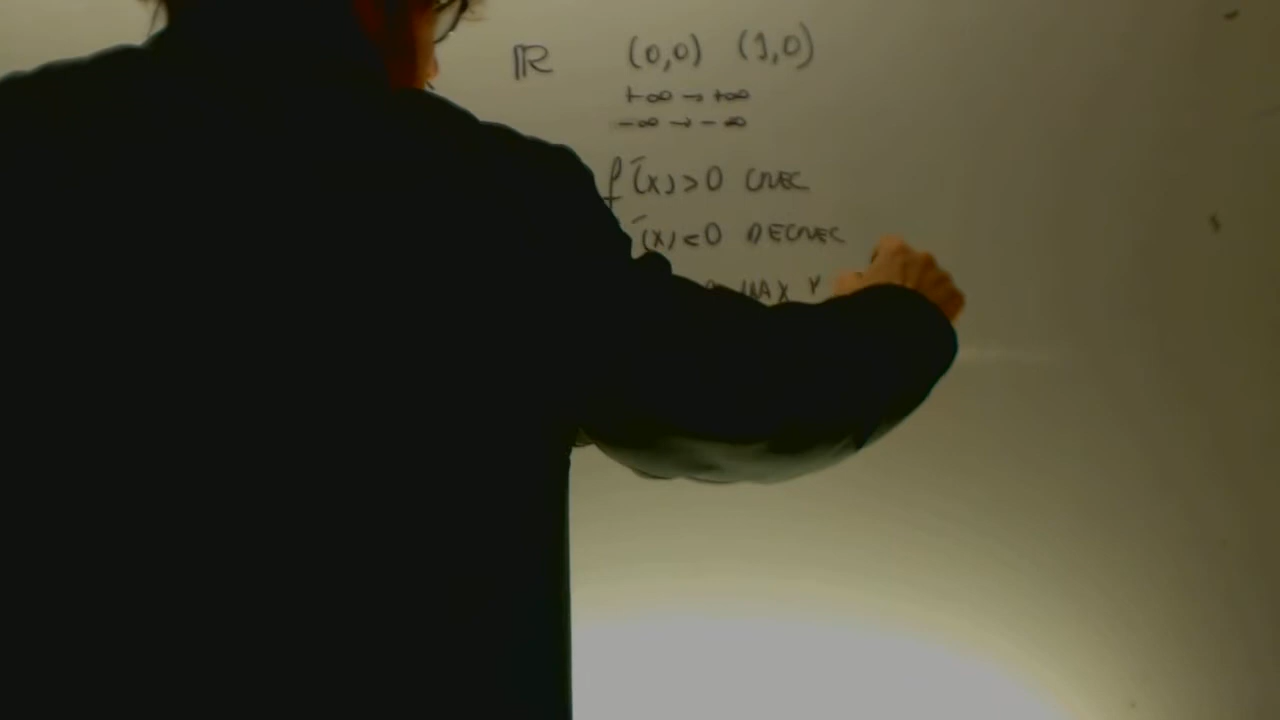 ℝ (0,0) (1,0)
+∞ → +∞
-∞ → -∞
f'(x)>0 CREC
'(x)<0 DECREC
MAX Y